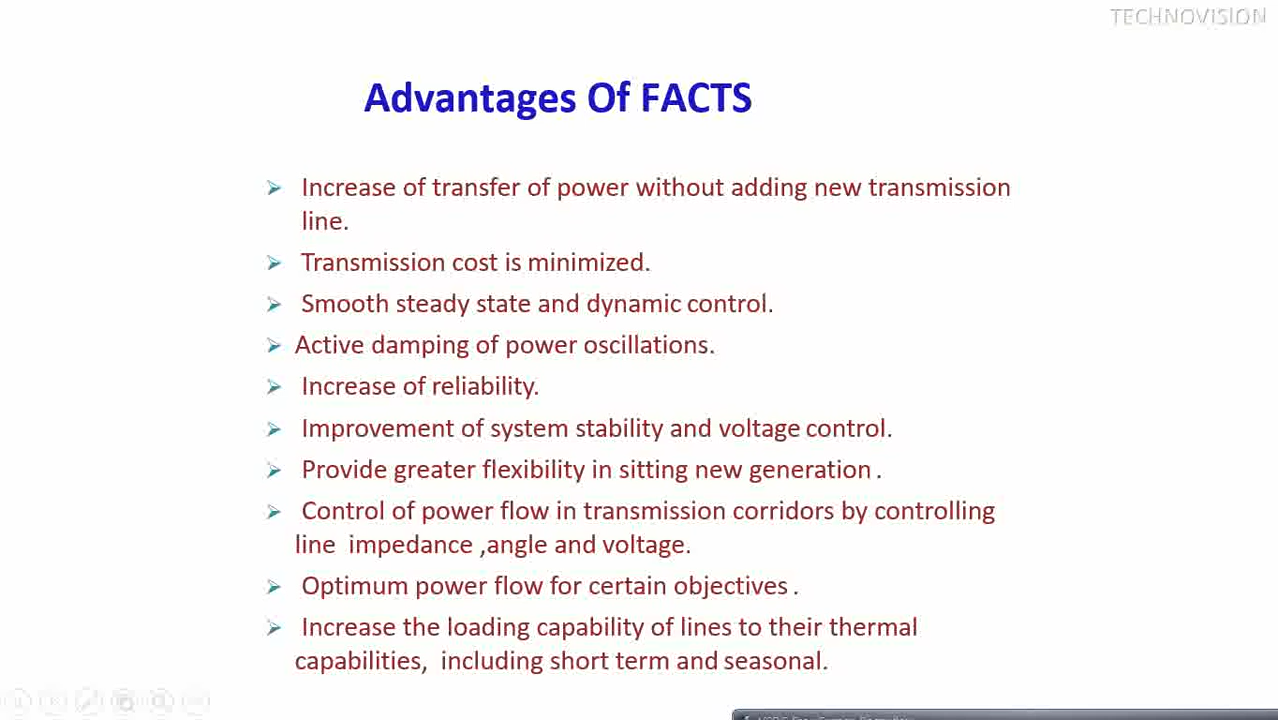 TECHNOVISION
Advantages Of FACTS
Increase of transfer of power without adding new transmission
line.
Transmission cost is minimized.
Smooth steady state and dynamic control.
Active damping of power oscillations.
Increase of reliability.
Improvement of system stability and voltage control.
Provide greater flexibility in sitting new generation .
Control of power flow in transmission corridors by controlling
line impedance ,angle and voltage.
Optimum power flow for certain objectives .
Increase the loading capability of lines to their thermal
capabilities, including short term and seasonal.